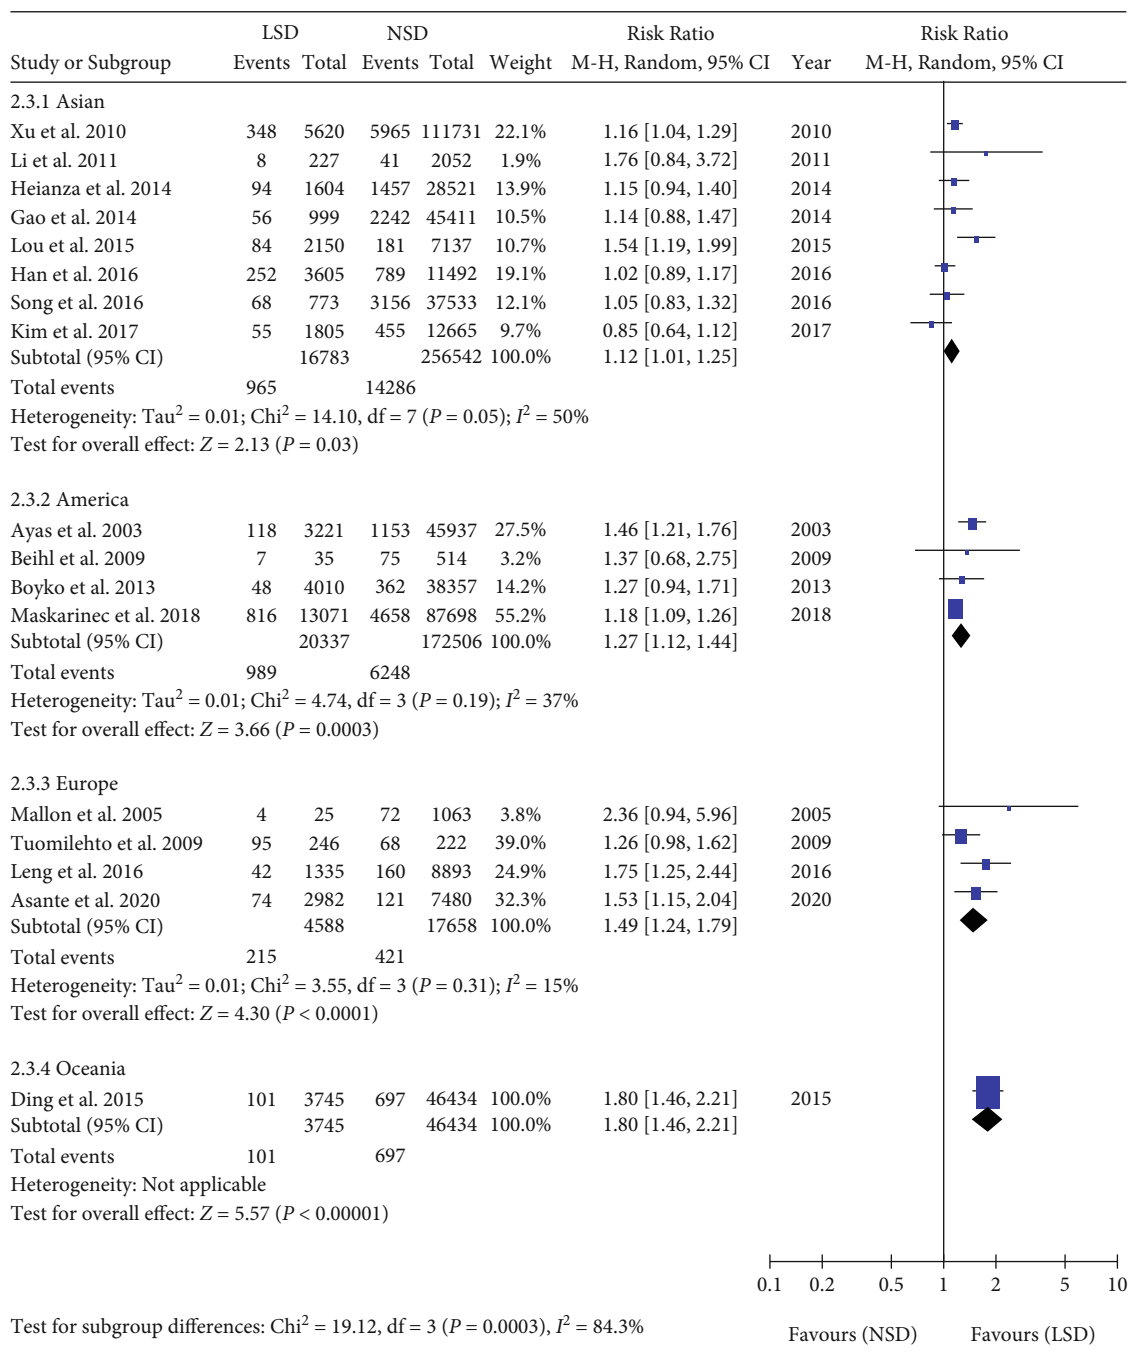 LSD NSD Risk Ratio Risk Ratio
Study or Subgroup Events Total Events Total Weight M-H, Random, 95% CI Year M-H, Random, 95% CI
2.3.1 Asian
Xu et al. 2010 348 5620 5965 111731 22.1% 1.16 [1.04, 1.29] 2010
Li et al. 2011 8 227 41 2052 1.9% 1.76 [0.84, 3.72] 2011
Heianza et al. 2014 94 1604 1457 28521 13.9% 1.15 [0.94, 1.40] 2014
Gao et al. 2014 56 999 2242 45411 10.5% 1.14 [0.88, 1.47] 2014
Lou et al. 2015 84 2150 181 7137 10.7% 1.54 [1.19, 1.99] 2015
Han et al. 2016 252 3605 789 11492 19.1% 1.02 [0.89, 1.17] 2016
Song et al. 2016 68 773 3156 37533 12.1% 1.05 [0.83, 1.32] 2016
Kim et al. 2017 55 1805 455 12665 9.7% 0.85 [0.64, 1.12] 2017
Subtotal (95% CI) 16783 256542 100.0% 1.12 [1.01, 1.25]
Total events 965 14286
Heterogeneity: Tau² = 0.01; Chi² = 14.10, df = 7 (P = 0.05); I² = 50%
Test for overall effect: Z = 2.13 (P = 0.03)
2.3.2 America
Ayas et al. 2003 118 3221 1153 45937 27.5% 1.46 [1.21, 1.76] 2003
Beihl et al. 2009 7 35 75 514 3.2% 1.37 [0.68, 2.75] 2009
Boyko et al. 2013 48 4010 362 38357 14.2% 1.27 [0.94, 1.71] 2013
Maskarinec et al. 2018 816 13071 4658 87698 55.2% 1.18 [1.09, 1.26] 2018
Subtotal (95% CI) 20337 172506 100.0% 1.27 [1.12, 1.44]
Total events 989 6248
Heterogeneity: Tau² = 0.01; Chi² = 4.74, df = 3 (P = 0.19); I² = 37%
Test for overall effect: Z = 3.66 (P = 0.0003)
2.3.3 Europe
Mallon et al. 2005 4 25 72 1063 3.8% 2.36 [0.94, 5.96] 2005
Tuomilehto et al. 2009 95 246 68 222 39.0% 1.26 [0.98, 1.62] 2009
Leng et al. 2016 42 1335 160 8893 24.9% 1.75 [1.25, 2.44] 2016
Asante et al. 2020 74 2982 121 7480 32.3% 1.53 [1.15, 2.04] 2020
Subtotal (95% CI) 4588 17658 100.0% 1.49 [1.24, 1.79]
Total events 215 421
Heterogeneity: Tau² = 0.01; Chi² = 3.55, df = 3 (P = 0.31); I² = 15%
Test for overall effect: Z = 4.30 (P < 0.0001)
2.3.4 Oceania
Ding et al. 2015 101 3745 697 46434 100.0% 1.80 [1.46, 2.21] 2015
Subtotal (95% CI) 3745 46434 100.0% 1.80 [1.46, 2.21]
Total events 101 697
Heterogeneity: Not applicable
Test for overall effect: Z = 5.57 (P < 0.00001)
0.1 0.2 0.5 1 2 5 10
Test for subgroup differences: Chi² = 19.12, df = 3 (P = 0.0003), I² = 84.3%
Favours (NSD) Favours (LSD)